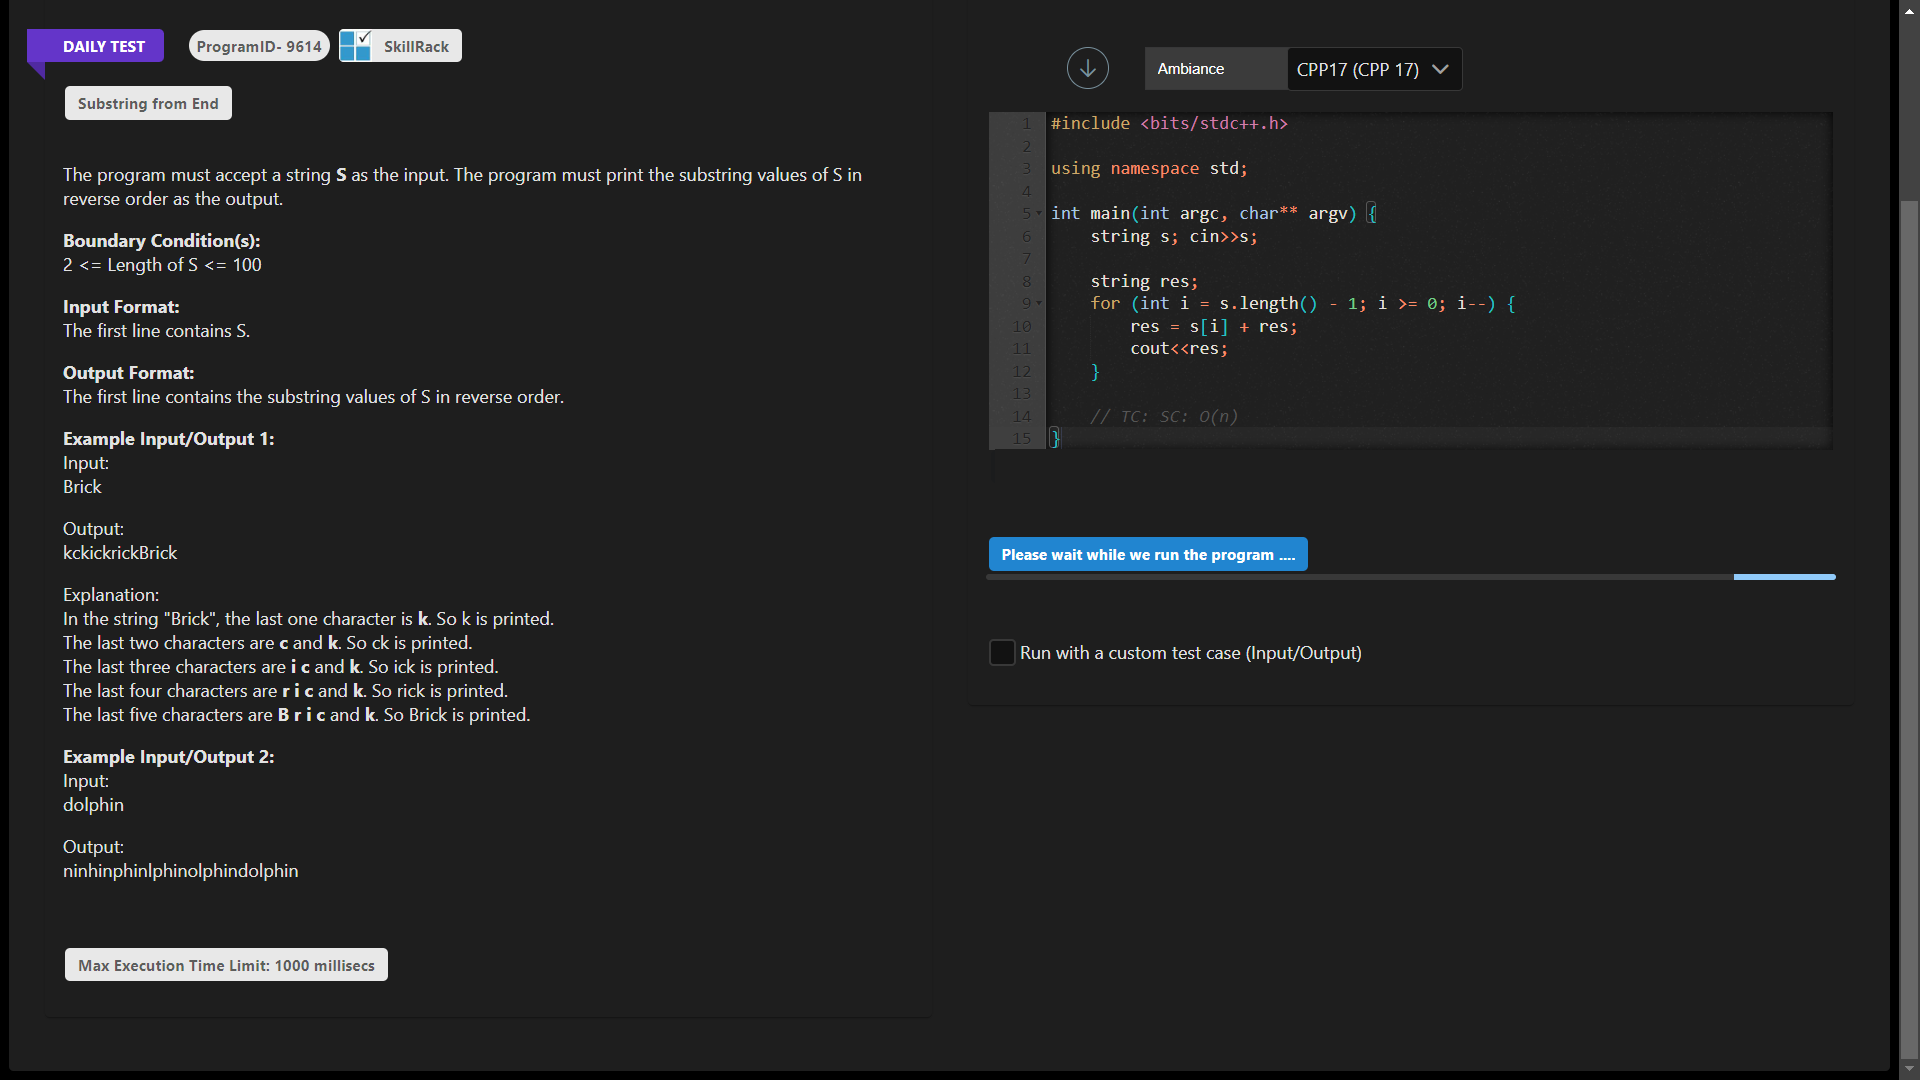 DAILY TEST
ProgramID- 9614
SkillRack
Substring from End
The program must accept a string S as the input. The program must print the substring values of S in
reverse order as the output.
Boundary Condition(s):
2 <= Length of S <= 100
Input Format:
The first line contains S.
Output Format:
The first line contains the substring values of S in reverse order.
Example Input/Output 1:
Input:
Brick
Output:
kckickrickBrick
Explanation:
In the string "Brick", the last one character is k. So k is printed.
The last two characters are c and k. So ck is printed.
The last three characters are i c and k. So ick is printed.
The last four characters are r i c and k. So rick is printed.
The last five characters are B r i c and k. So Brick is printed.
Example Input/Output 2:
Input:
dolphin
Output:
ninhinphinlphinolphindolphin
Max Execution Time Limit: 1000 millisecs
Ambiance
CPP17 (CPP 17)
1 #include <bits/stdc++.h>
2
3 using namespace std;
4
5 int main(int argc, char** argv) {
6     string s; cin>>s;
7
8     string res;
9     for (int i = s.length() - 1; i >= 0; i--) {
10         res = s[i] + res;
11         cout<<res;
12     }
13
14     // TC: SC: O(n)
15 }
Please wait while we run the program ....
Run with a custom test case (Input/Output)